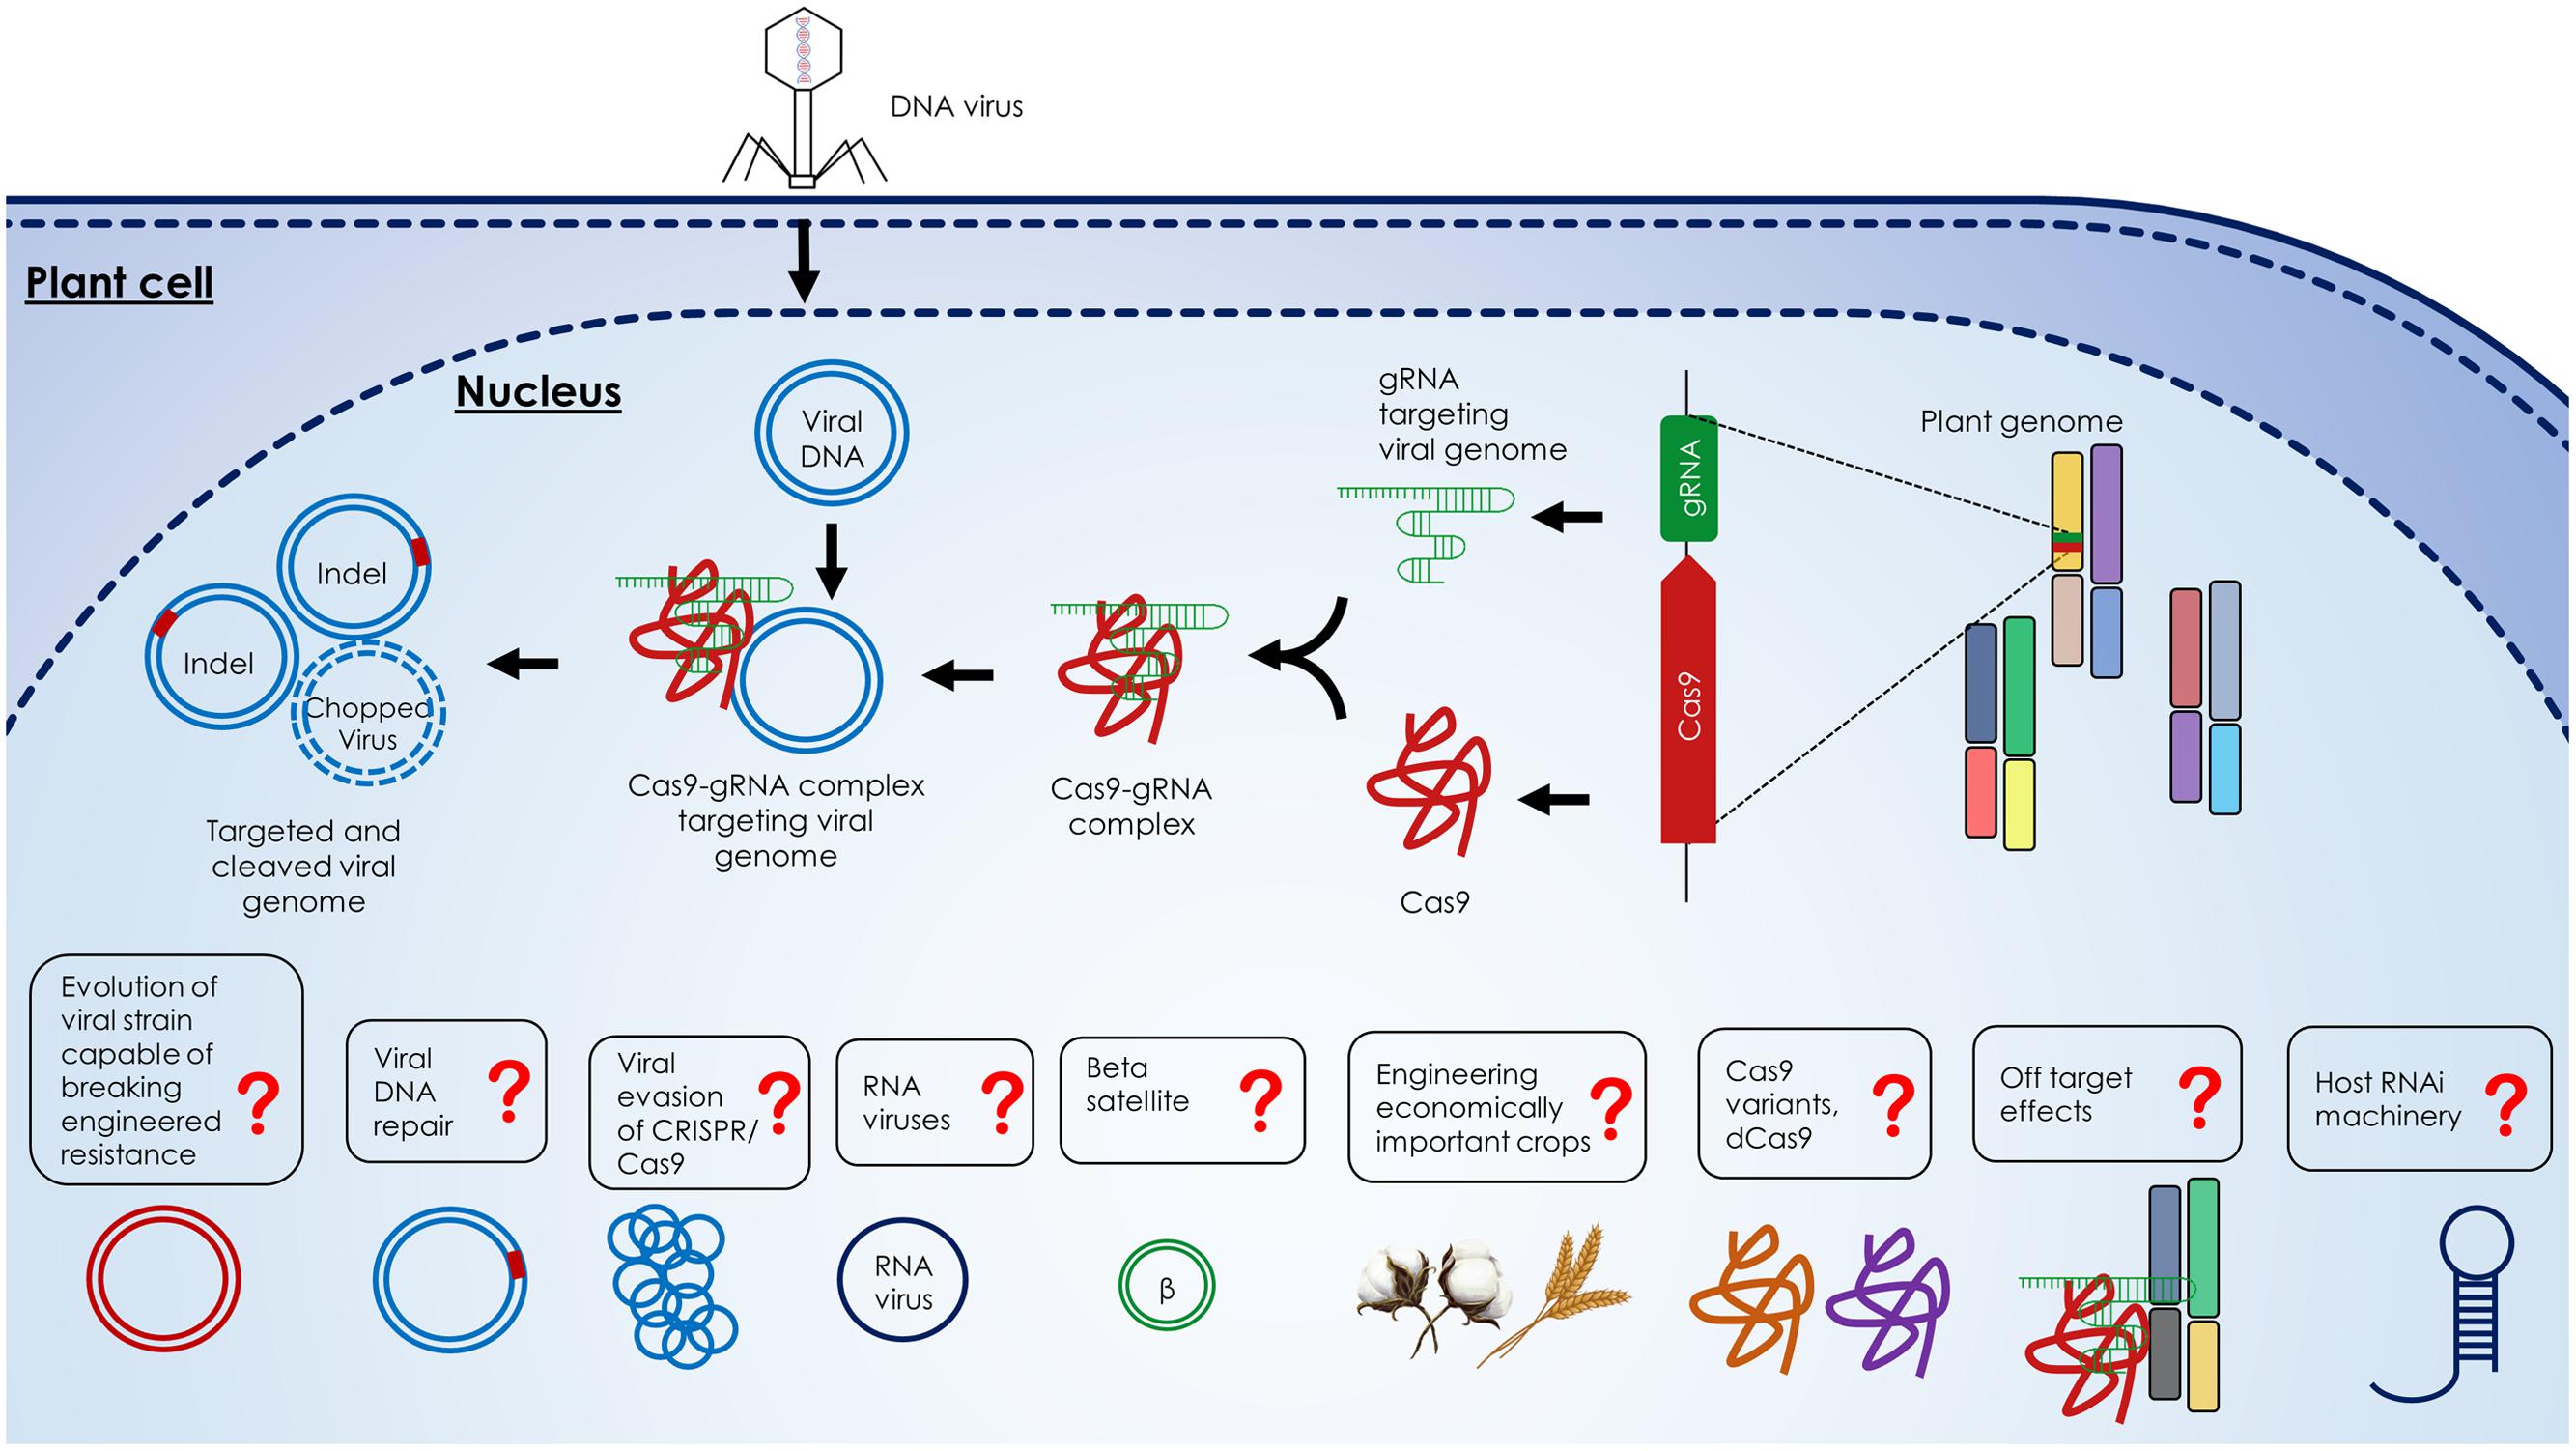 DNA virus
Plant cell
Nucleus
Viral
DNA
gRNA
targeting
viral genome
gRNA
Cas9
Plant genome
Indel
Indel
Chopped
Virus
Targeted and
cleaved viral
genome
Cas9-gRNA complex
targeting viral
genome
Cas9-gRNA
complex
Cas9
Evolution of
viral strain
capable of
breaking
engineered
resistance
?
Viral
DNA
repair
?
Viral
evasion
of CRISPR/
Cas9
?
RNA
viruses
?
Beta
satellite
?
Engineering
economically
important crops
?
Cas9
variants,
dCas9
?
Off target
effects
?
Host RNAi
machinery
?
RNA
virus
β